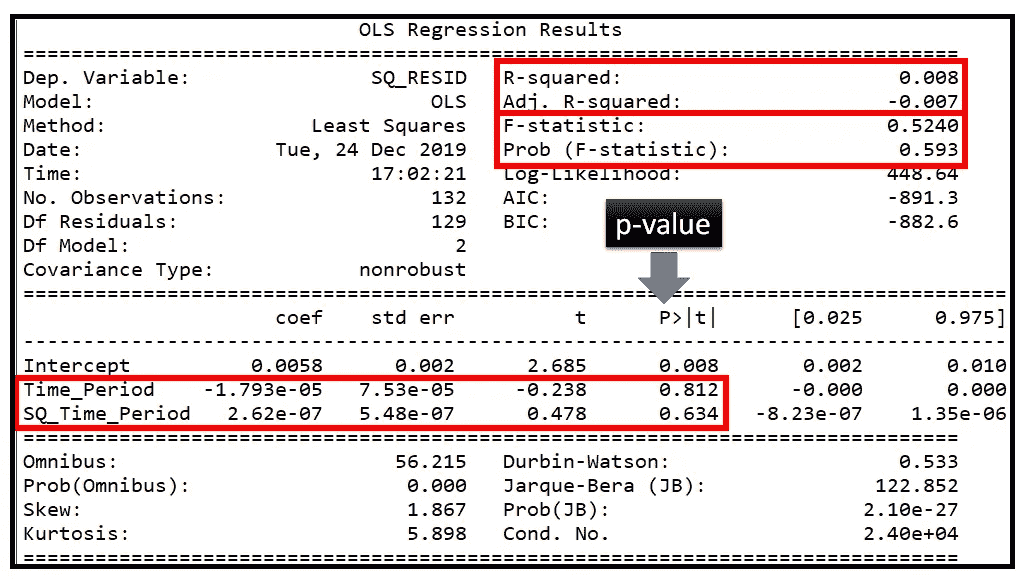 OLS Regression Results
==============================================================================
Dep. Variable: SQ_RESID R-squared: 0.008
Model: OLS Adj. R-squared: -0.007
Method: Least Squares F-statistic: 0.5240
Date: Tue, 24 Dec 2019 Prob (F-statistic): 0.593
Time: 17:02:21 Log-Likelihood: 448.64
No. Observations: 132 AIC: -891.3
Df Residuals: 129 BIC: -882.6
Df Model: 2
Covariance Type: nonrobust
p-value
==================================================================================
coef std err t P>|t| [0.025 0.975]
----------------------------------------------------------------------------------
Intercept 0.0058 0.002 2.685 0.008 0.002 0.010
Time_Period -1.793e-05 7.53e-05 -0.238 0.812 -0.000 0.000
SQ_Time_Period 2.62e-07 5.48e-07 0.478 0.634 -8.23e-07 1.35e-06
==============================================================================
Omnibus: 56.215 Durbin-Watson: 0.533
Prob(Omnibus): 0.000 Jarque-Bera (JB): 122.852
Skew: 1.867 Prob(JB): 2.10e-27
Kurtosis: 5.898 Cond. No. 2.40e+04
==============================================================================